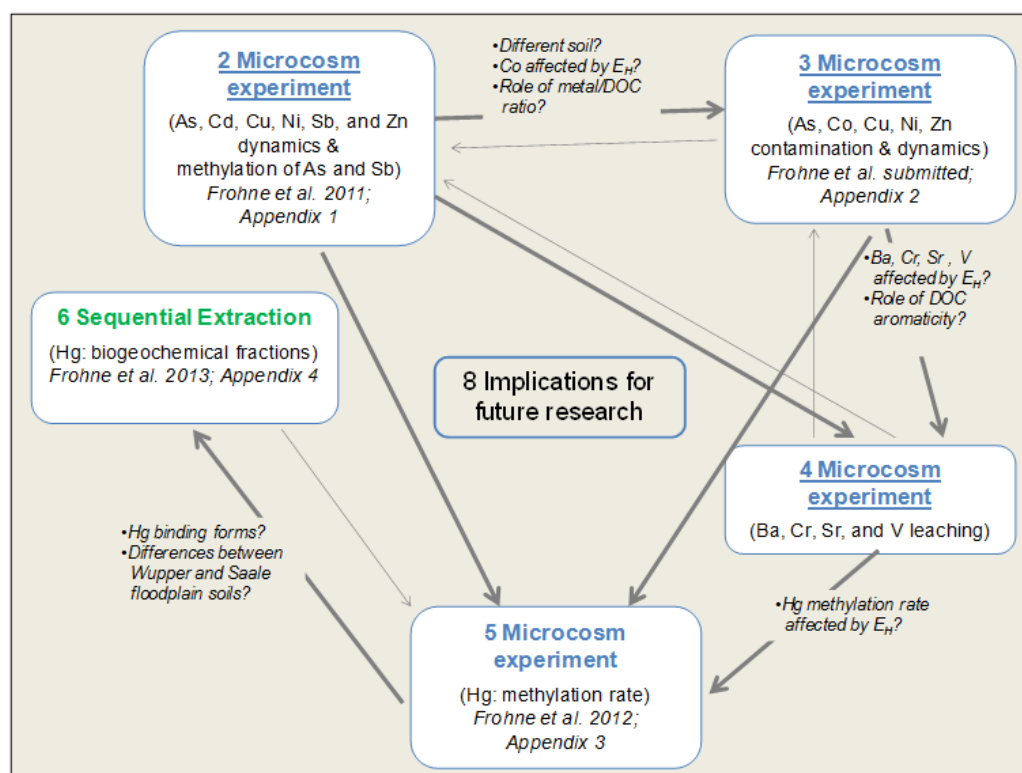 2 Microcosm
experiment
(As, Cd, Cu, Ni, Sb, and Zn
dynamics &
methylation of As and Sb)
Frohne et al. 2011;
Appendix 1
•Different soil?
•Co affected by EH?
•Role of metal/DOC
ratio?
3 Microcosm
experiment
(As, Co, Cu, Ni, Zn
contamination & dynamics)
Frohne et al. submitted;
Appendix 2
•Ba, Cr, Sr , V
affected by EH?
•Role of DOC
aromaticity?
6 Sequential Extraction
(Hg: biogeochemical fractions)
Frohne et al. 2013; Appendix 4
8 Implications for
future research
4 Microcosm
experiment
(Ba, Cr, Sr, and V leaching)
•Hg binding forms?
•Differences between
Wupper and Saale
floodplain soils?
•Hg methylation rate
affected by EH?
5 Microcosm
experiment
(Hg: methylation rate)
Frohne et al. 2012;
Appendix 3